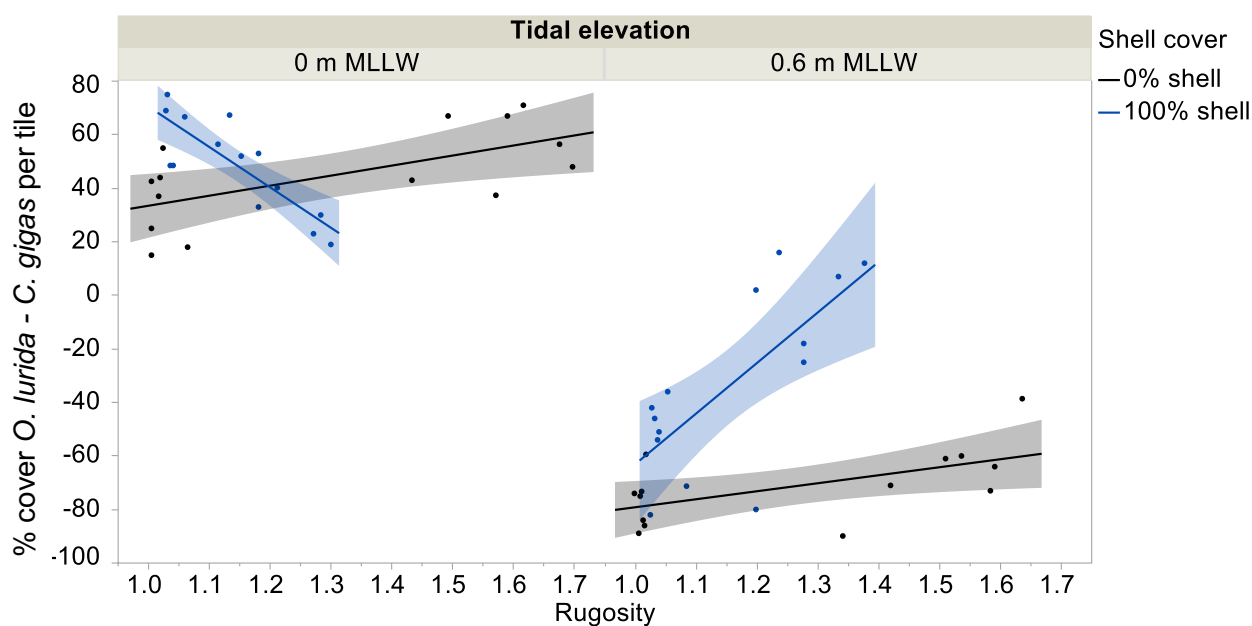 Tidal elevation
0 m MLLW 0.6 m MLLW
Shell cover
0% shell
100% shell
% cover O. lurida - C. gigas per tile
80
60
40
20
0
-20
-40
-60
-80
-100
1.0 1.1 1.2 1.3 1.4 1.5 1.6 1.7 1.0 1.1 1.2 1.3 1.4 1.5 1.6 1.7
Rugosity